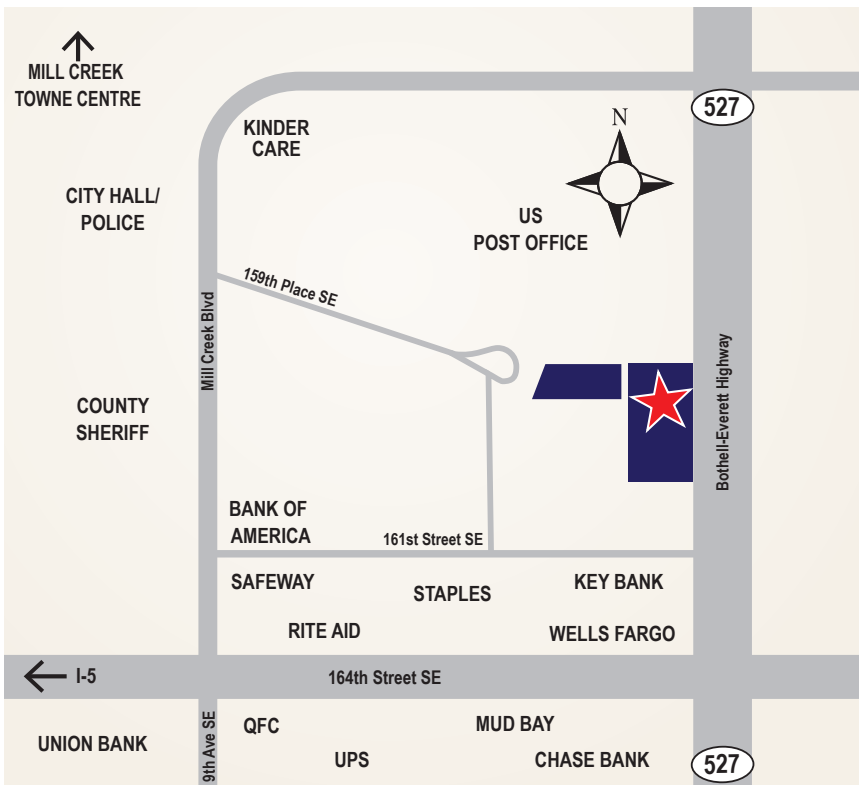 MILL CREEK
TOWNE CENTRE
527
KINDER
CARE
N
CITY HALL/
POLICE
US
POST OFFICE
159th Place SE
Mill Creek Blvd
Bothell-Everett Highway
COUNTY
SHERIFF
BANK OF
AMERICA
161st Street SE
SAFEWAY
STAPLES
KEY BANK
RITE AID
WELLS FARGO
I-5
164th Street SE
9th Ave SE
QFC
MUD BAY
UNION BANK
UPS
CHASE BANK
527